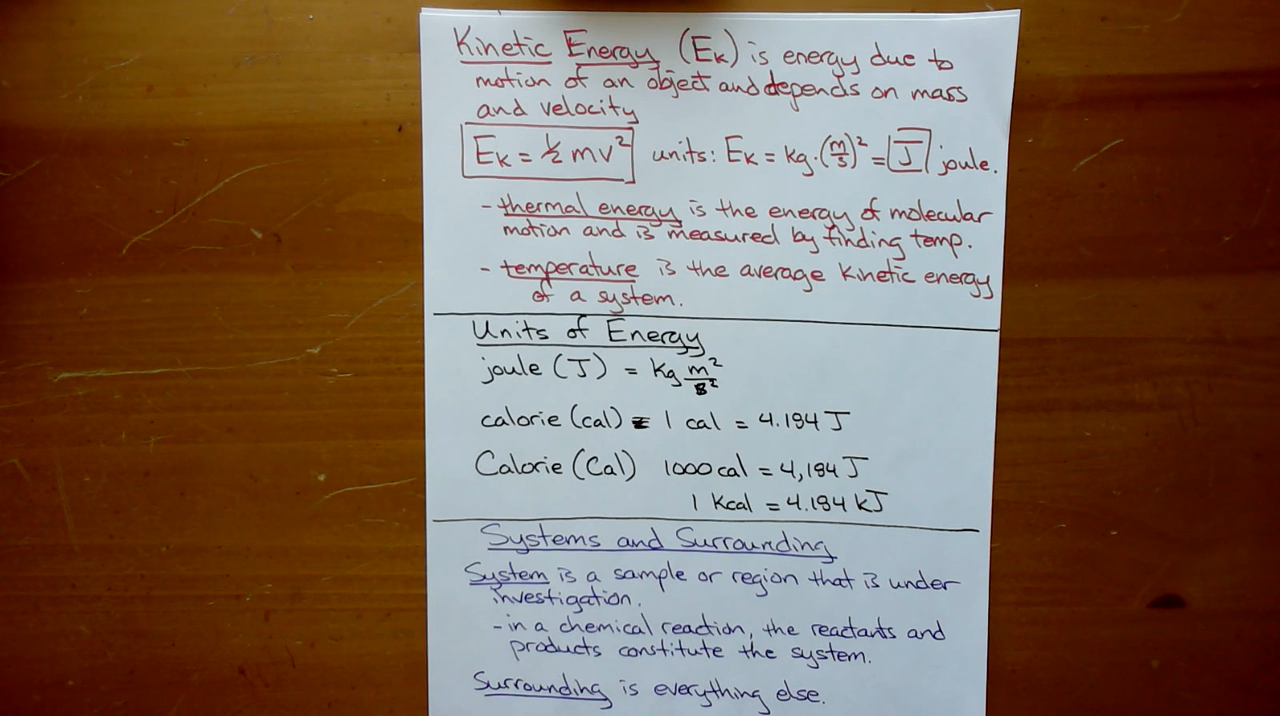 Kinetic Energy (Ek) is energy due to
motion of an object and depends on mass
and velocity
Ek = ½ mv² units: Ek = kg·(m/s)² = J joule.
- thermal energy is the energy of molecular
motion and is measured by finding temp.
- temperature is the average kinetic energy
of a system.
Units of Energy
joule (J) = kg m²/s²
calorie (cal) = 1 cal = 4.184 J
Calorie (Cal) 1000 cal = 4,184 J
1 Kcal = 4.184 kJ
Systems and Surrounding
System is a sample or region that is under
investigation.
- in a chemical reaction, the reactants and
products constitute the system.
Surrounding is everything else.